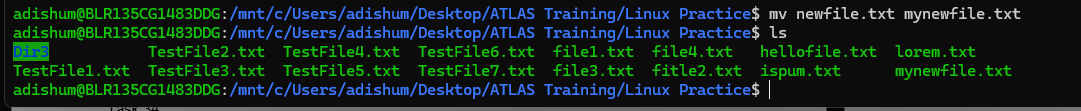 adishum@BLR135CG1483DDG:/mnt/c/Users/adishum/Desktop/ATLAS Training/Linux Practice$ mv newfile.txt mynewfile.txt
adishum@BLR135CG1483DDG:/mnt/c/Users/adishum/Desktop/ATLAS Training/Linux Practice$ ls
Dir3 TestFile2.txt TestFile4.txt TestFile6.txt file1.txt file4.txt hellofile.txt lorem.txt
TestFile1.txt TestFile3.txt TestFile5.txt TestFile7.txt file3.txt fitle2.txt ispum.txt mynewfile.txt
adishum@BLR135CG1483DDG:/mnt/c/Users/adishum/Desktop/ATLAS Training/Linux Practice$